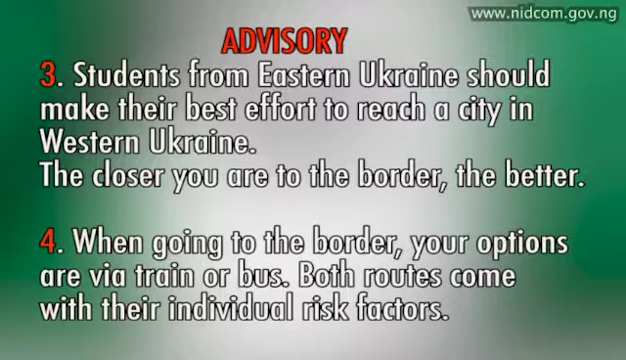 www.nidcom.gov.ng
ADVISORY
3. Students from Eastern Ukraine should
make their best effort to reach a city in
Western Ukraine.
The closer you are to the border, the better.
4. When going to the border, your options
are via train or bus. Both routes come
with their individual risk factors.